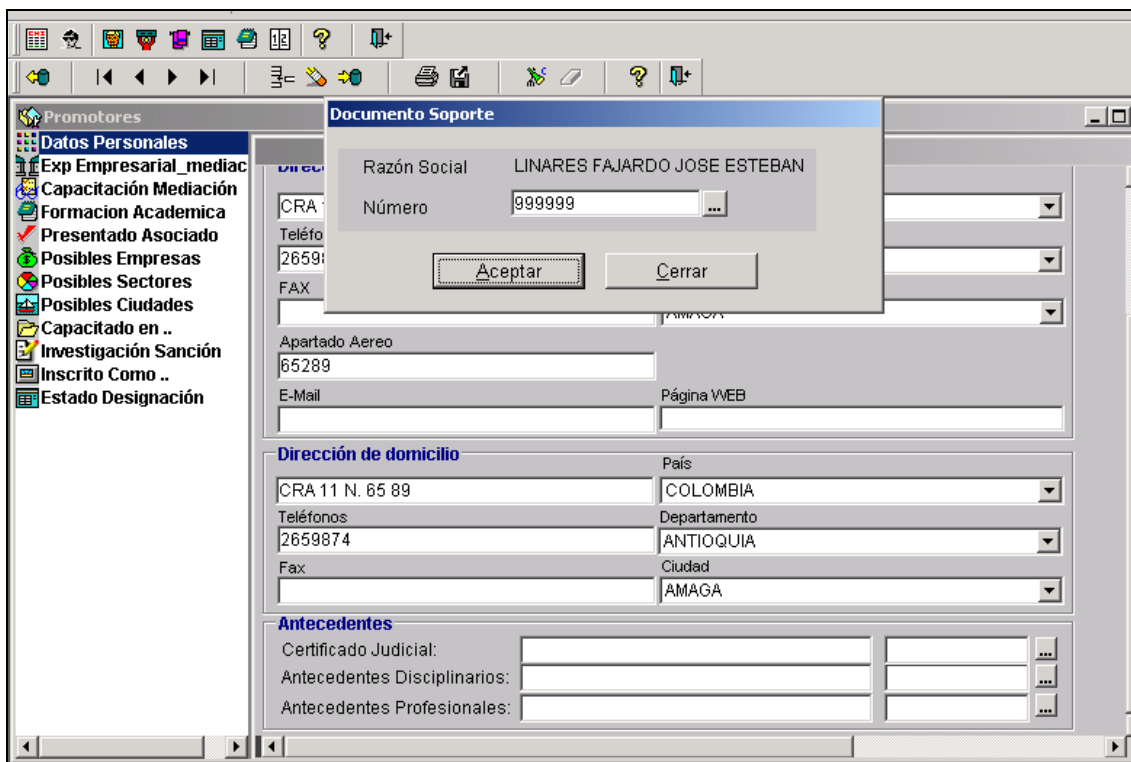 Promotores
Datos Personales
Exp Empresarial_mediac
Capacitación Mediación
Formacion Academica
Presentado Asociado
Posibles Empresas
Posibles Sectores
Posibles Ciudades
Capacitado en ..
Investigación Sanción
Inscrito Como ..
Estado Designación
Documento Soporte
Razón Social LINARES FAJARDO JOSE ESTEBAN
Número 999999 ...
Aceptar Cerrar
CRA
Teléfo
2659
FAX
AMAGA
Apartado Aereo
65289
E-Mail Página WEB
Dirección de domicilio
País
CRA 11 N. 65 89 COLOMBIA
Teléfonos Departamento
2659874 ANTIOQUIA
Fax Ciudad
AMAGA
Antecedentes
Certificado Judicial: ...
Antecedentes Disciplinarios: ...
Antecedentes Profesionales: ...